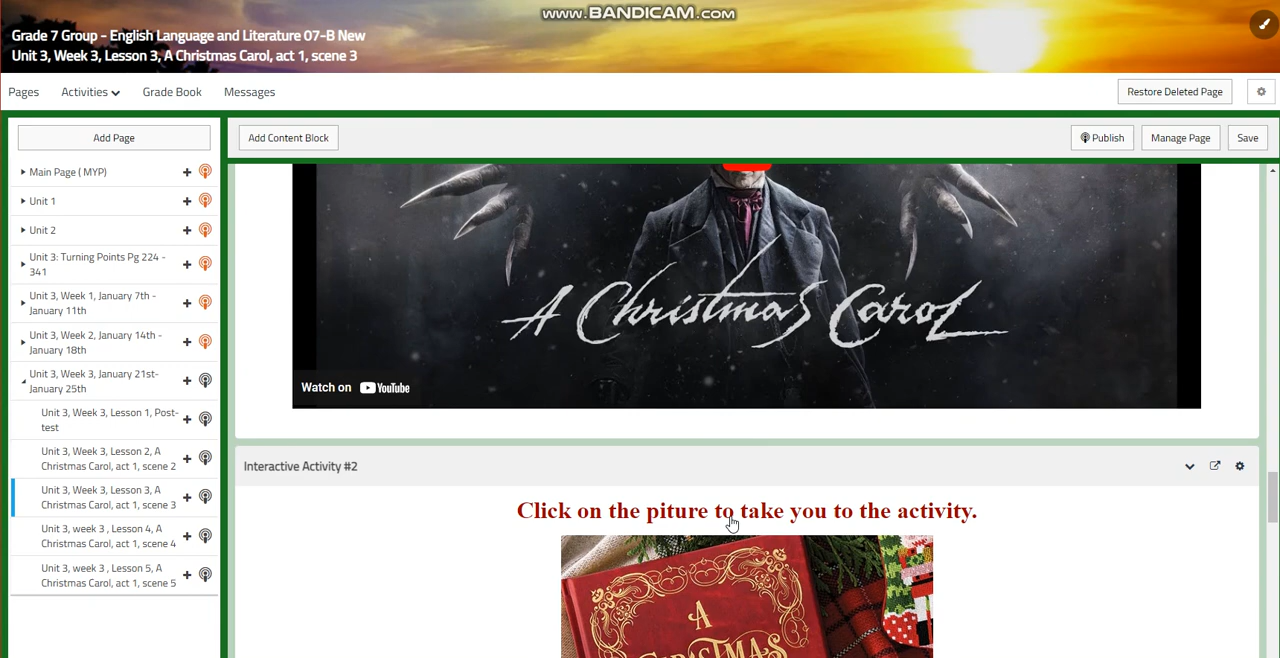 www.BANDICAM.com
Grade 7 Group - English Language and Literature 07-B New
Unit 3, Week 3, Lesson 3, A Christmas Carol, act 1, scene 3
Pages Activities Grade Book Messages Restore Deleted Page
Add Page
Add Content Block Publish Manage Page Save
Main Page ( MYP)
Unit 1
Unit 2
Unit 3: Turning Points Pg 224 -
341
Unit 3, Week 1, January 7th -
January 11th
Unit 3, Week 2, January 14th -
January 18th
Unit 3, Week 3, January 21st-
January 25th
Unit 3, Week 3, Lesson 1, Post-
test
Unit 3, Week 3, Lesson 2, A
Christmas Carol, act 1, scene 2
Unit 3, Week 3, Lesson 3, A
Christmas Carol, act 1, scene 3
Unit 3, week 3 , Lesson 4, A
Christmas Carol, act 1, scene 4
Unit 3, week 3 , Lesson 5, A
Christmas Carol, act 1, scene 5
A Christmas Carol
Watch on YouTube
Interactive Activity #2
Click on the piture to take you to the activity.
A
CHRISTMAS